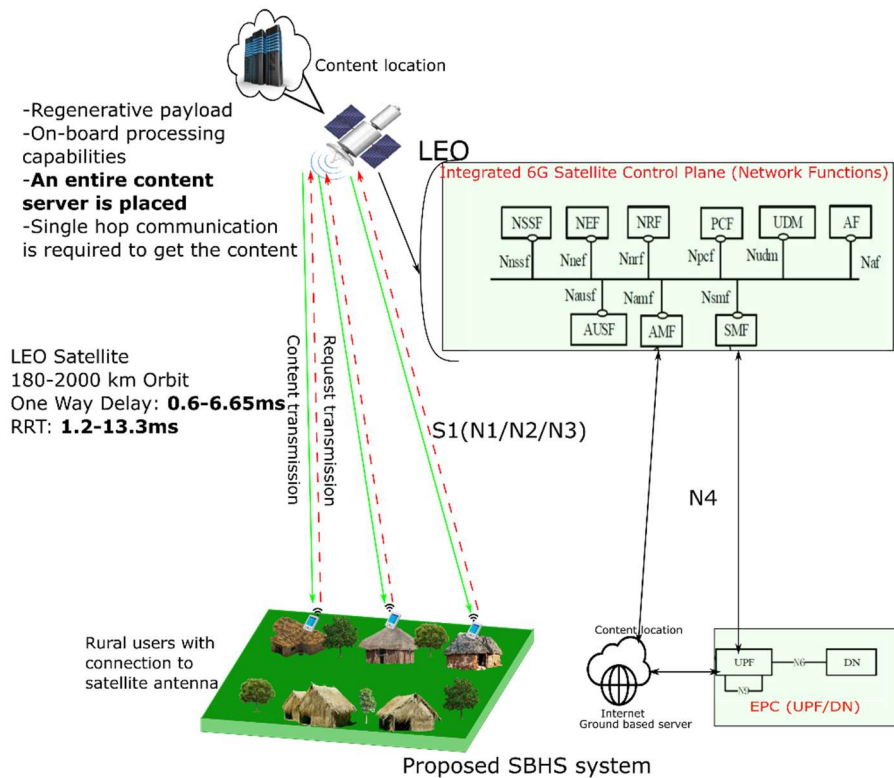 Content location
-Regenerative payload
-On-board processing
capabilities
-An entire content
server is placed
-Single hop communication
is required to get the content
LEO
Integrated 6G Satellite Control Plane (Network Functions)
NSSF
NEF
NRF
PCF
UDM
AF
Nnssf
Nnef
Nnrf
Npcf
Nudm
Naf
Nausf
Namf
Nsmf
AUSF
AMF
SMF
LEO Satellite
180-2000 km Orbit
One Way Delay: 0.6-6.65ms
RRT: 1.2-13.3ms
Content transmission
Request transmission
S1(N1/N2/N3)
N4
Rural users with
connection to
satellite antenna
Content location
Internet
Ground based server
UPF
N6
DN
N9
EPC (UPF/DN)
Proposed SBHS system